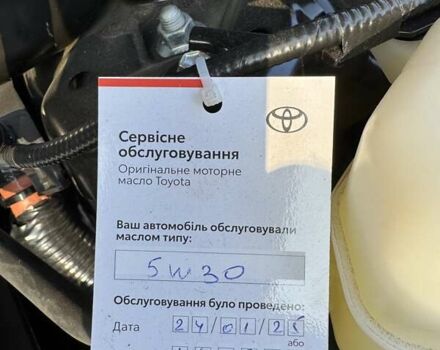 Сервісне
обслуговування
Оригінальне моторне
масло Toyota
Ваш автомобіль обслуговували
маслом типу:
5w30
Обслуговування було проведено:
Дата 24/01/25
або